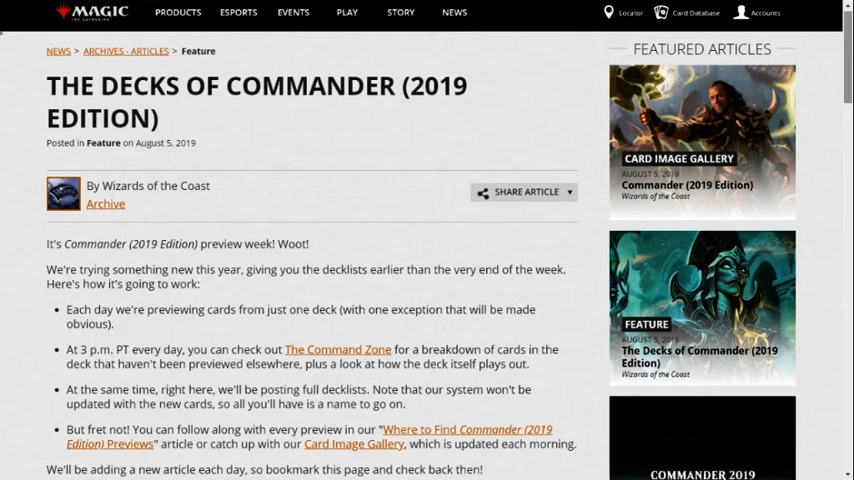 MAGIC
THE GATHERING
PRODUCTS ESPORTS EVENTS PLAY STORY NEWS
Locator Card Database Accounts
NEWS > ARCHIVES - ARTICLES > Feature
THE DECKS OF COMMANDER (2019
EDITION)
Posted in Feature on August 5, 2019
By Wizards of the Coast
Archive
SHARE ARTICLE
It's Commander (2019 Edition) preview week! Woot!
We're trying something new this year, giving you the decklists earlier than the very end of the week.
Here's how it's going to work:
• Each day we're previewing cards from just one deck (with one exception that will be made
obvious).
• At 3 p.m. PT every day, you can check out The Command Zone for a breakdown of cards in the
deck that haven't been previewed elsewhere, plus a look at how the deck itself plays out.
• At the same time, right here, we'll be posting full decklists. Note that our system won't be
updated with the new cards, so all you'll have is a name to go on.
• But fret not! You can follow along with every preview in our "Where to Find Commander (2019
Edition) Previews" article or catch up with our Card Image Gallery, which is updated each morning.
We'll be adding a new article each day, so bookmark this page and check back then!
FEATURED ARTICLES
CARD IMAGE GALLERY
AUGUST 5, 2019
Commander (2019 Edition)
Wizards of the Coast
FEATURE
AUGUST 5, 2019
The Decks of Commander (2019
Edition)
Wizards of the Coast
COMMANDER 2019